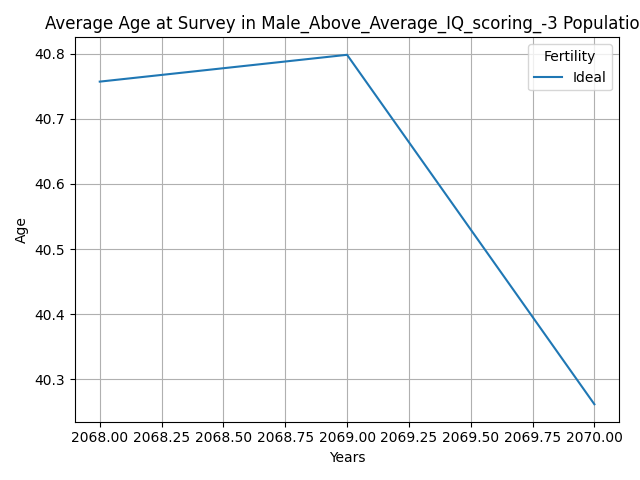 Average Age at Survey in Male_Above_Average_IQ_scoring_-3 Populatio
Fertility
Ideal
40.8
40.7
40.6
40.5
40.4
40.3
Age
2068.00 2068.25 2068.50 2068.75 2069.00 2069.25 2069.50 2069.75 2070.00
Years